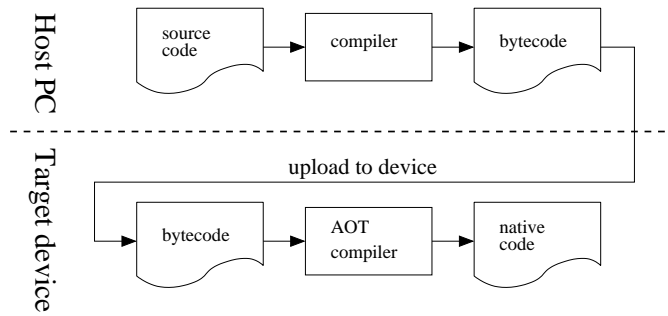 Host PC
source
code
compiler
bytecode
upload to device
Target device
bytecode
AOT
compiler
native
code